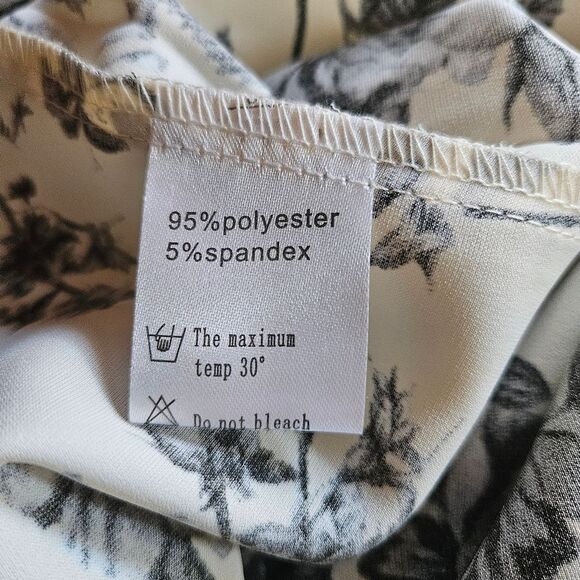 95%polyester
5%spandex
The maximum
temp 30°
Do not bleach